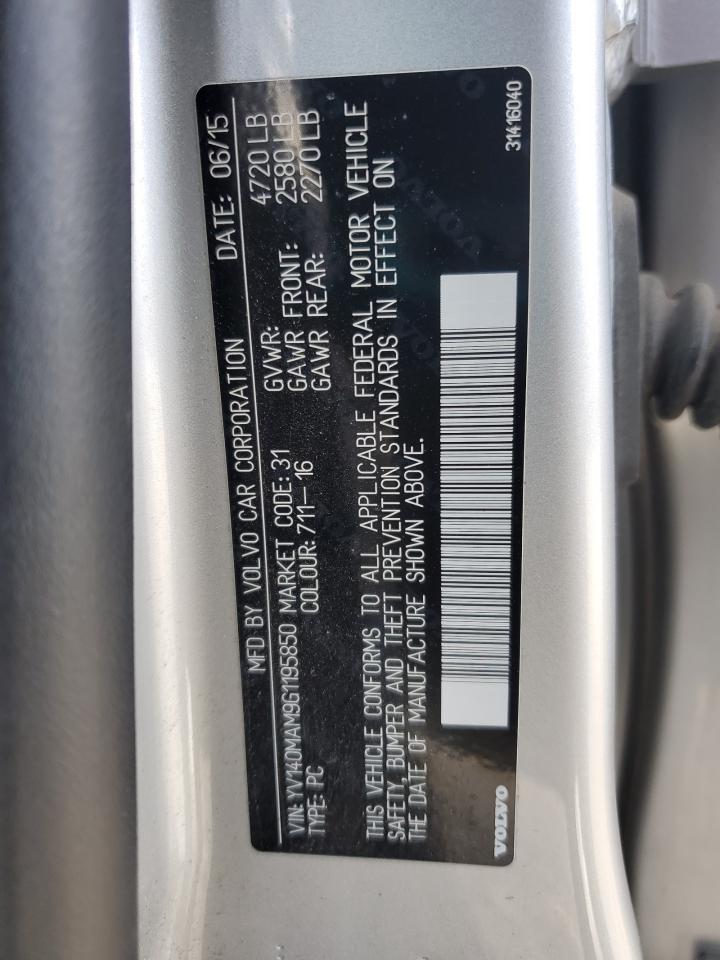 MFD BY VOLVO CAR CORPORATION DATE: 06/15
VIN: YV140MAM9G1195850 MARKET CODE: 31 GVWR: 4720 LB
TYPE: PC COLOUR: 711-16 GAWR FRONT: 2580 LB
GAWR REAR: 2270 LB
THIS VEHICLE CONFORMS TO ALL APPLICABLE FEDERAL MOTOR VEHICLE
SAFETY, BUMPER AND THEFT PREVENTION STANDARDS IN EFFECT ON
THE DATE OF MANUFACTURE SHOWN ABOVE.
VOLVO 31416040